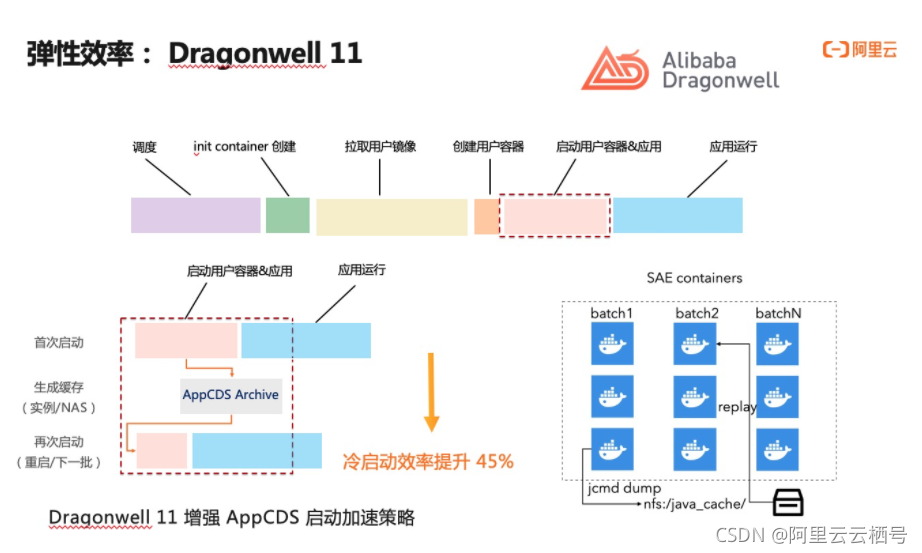 弹性效率： Dragonwell 11
Alibaba
Dragonwell
阿里云
调度
init container 创建
拉取用户镜像
创建用户容器
启动用户容器&应用
应用运行
启动用户容器&应用
应用运行
首次启动
生成缓存
（实例/NAS）
AppCDS Archive
再次启动
（重启/下一批）
冷启动效率提升 45%
Dragonwell 11 增强 AppCDS 启动加速策略
SAE containers
batch1
batch2
batchN
replay
jcmd dump
nfs:/java_cache/
CSDN @阿里云云栖号